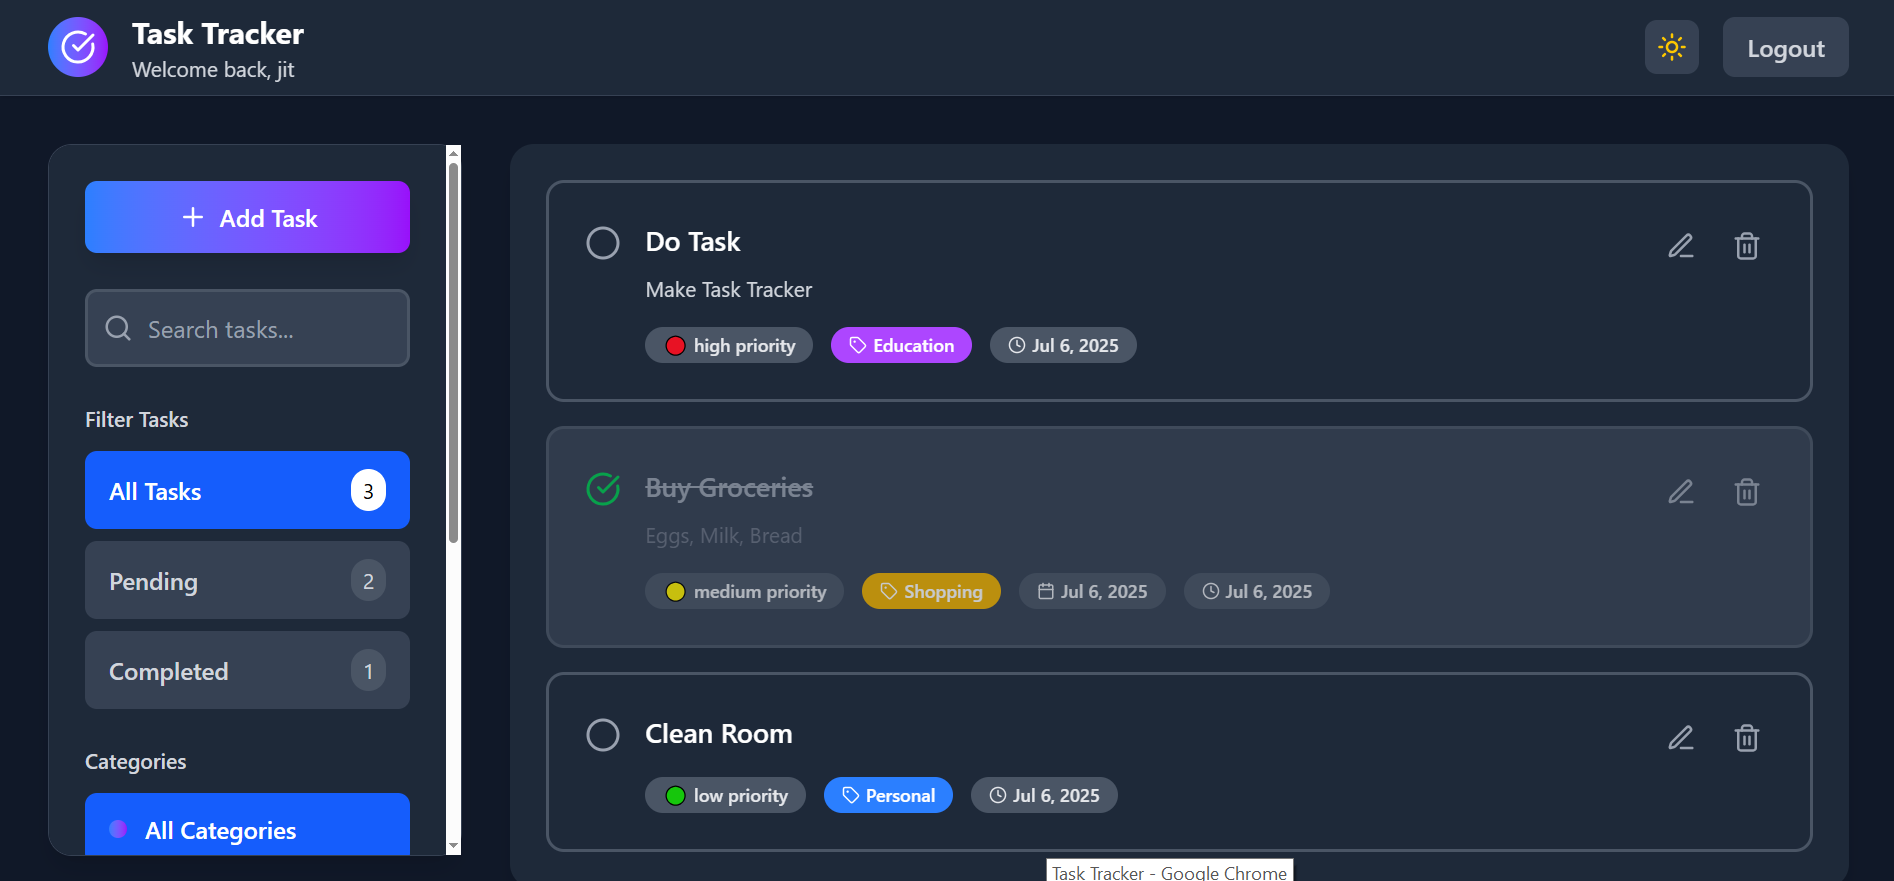 Task Tracker
Welcome back, jit
Logout
Add Task
Search tasks...
Filter Tasks
All Tasks 3
Pending 2
Completed 1
Categories
All Categories
Do Task
Make Task Tracker
high priority Education Jul 6, 2025
Buy Groceries
Eggs, Milk, Bread
medium priority Shopping Jul 6, 2025 Jul 6, 2025
Clean Room
low priority Personal Jul 6, 2025
Task Tracker - Google Chrome